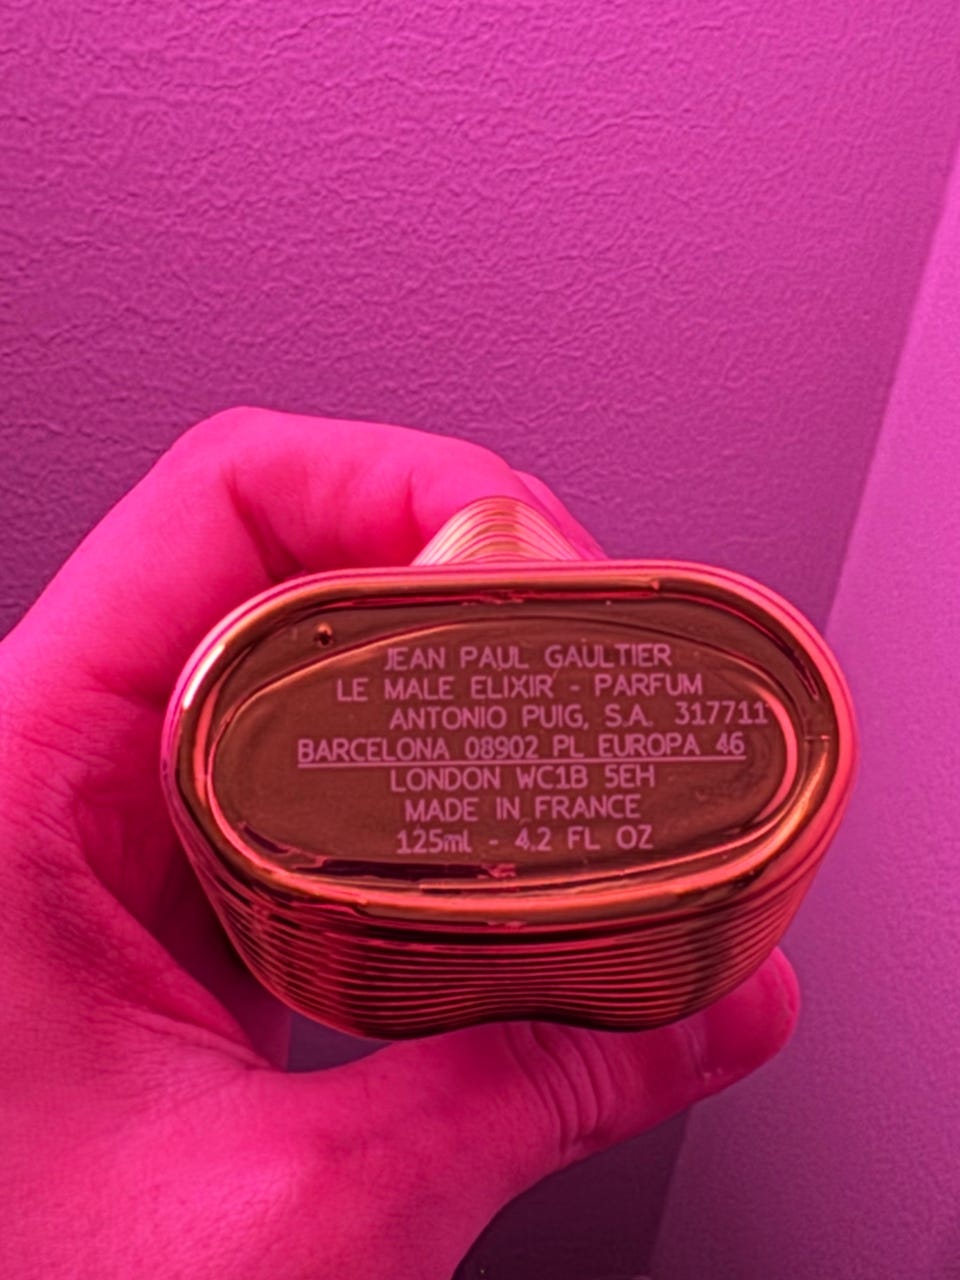 JEAN PAUL GAULTIER
LE MALE ELIXIR - PARFUM
ANTONIO PUIG, S.A. 317711
BARCELONA 08902 PL EUROPA 46
LONDON WC1B 5EH
MADE IN FRANCE
125ml - 4.2 FL OZ